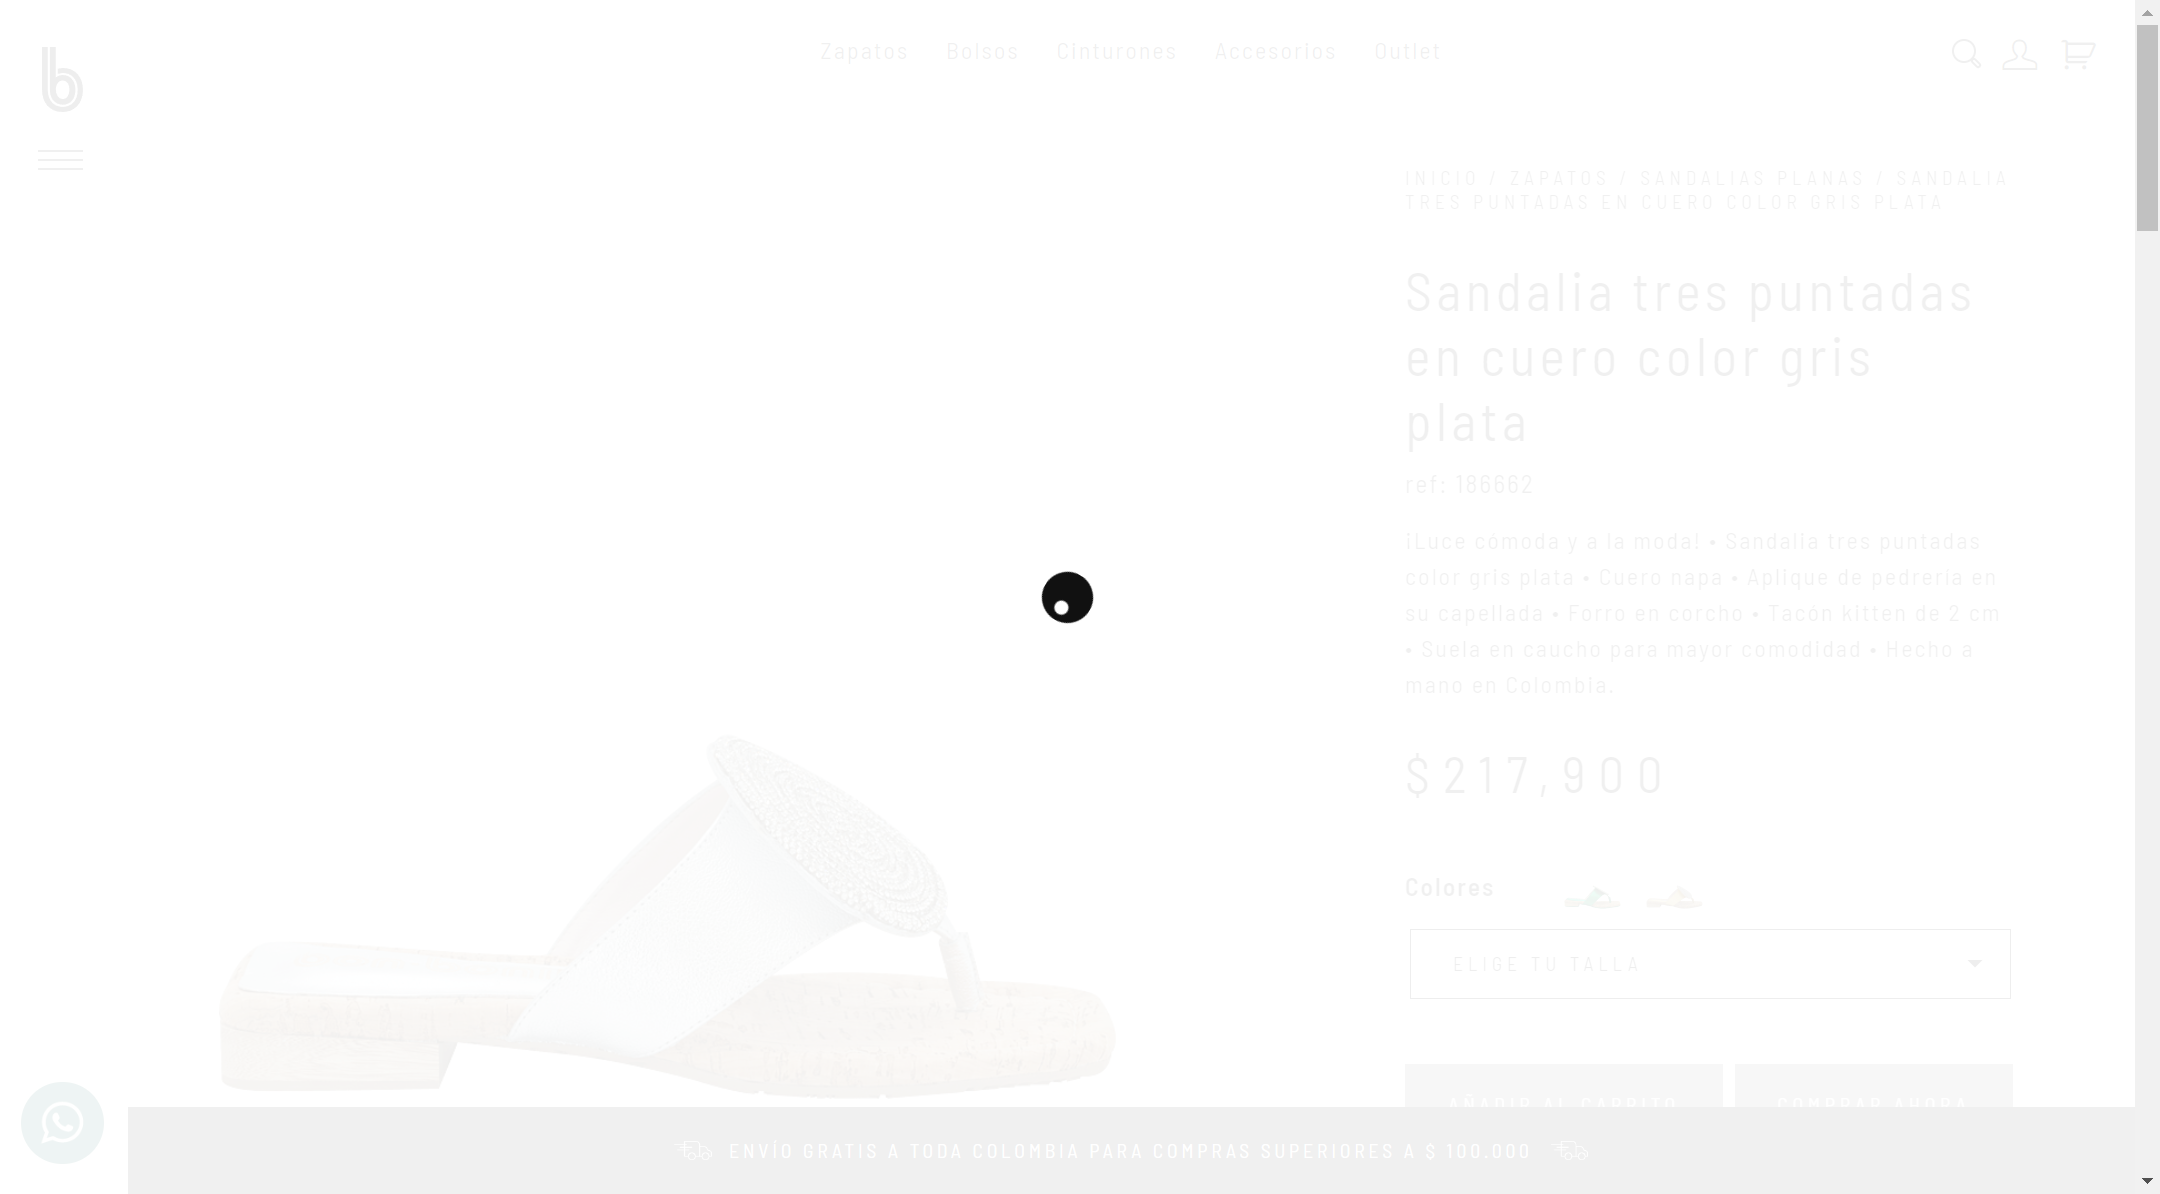 b
Zapatos Bolsos Cinturones Accesorios Outlet
INICIO / ZAPATOS / SANDALIAS PLANAS / SANDALIA
TRES PUNTADAS EN CUERO COLOR GRIS PLATA
Sandalia tres puntadas
en cuero color gris
plata
ref: 186662
¡Luce cómoda y a la moda! • Sandalia tres puntadas
color gris plata • Cuero napa • Aplique de pedrería en
su capellada • Forro en corcho • Tacón kitten de 2 cm
• Suela en caucho para mayor comodidad • Hecho a
mano en Colombia.
$217,900
Colores
ELIGE TU TALLA
AÑADIR AL CARRITO COMPRAR AHORA
ENVÍO GRATIS A TODA COLOMBIA PARA COMPRAS SUPERIORES A $ 100.000